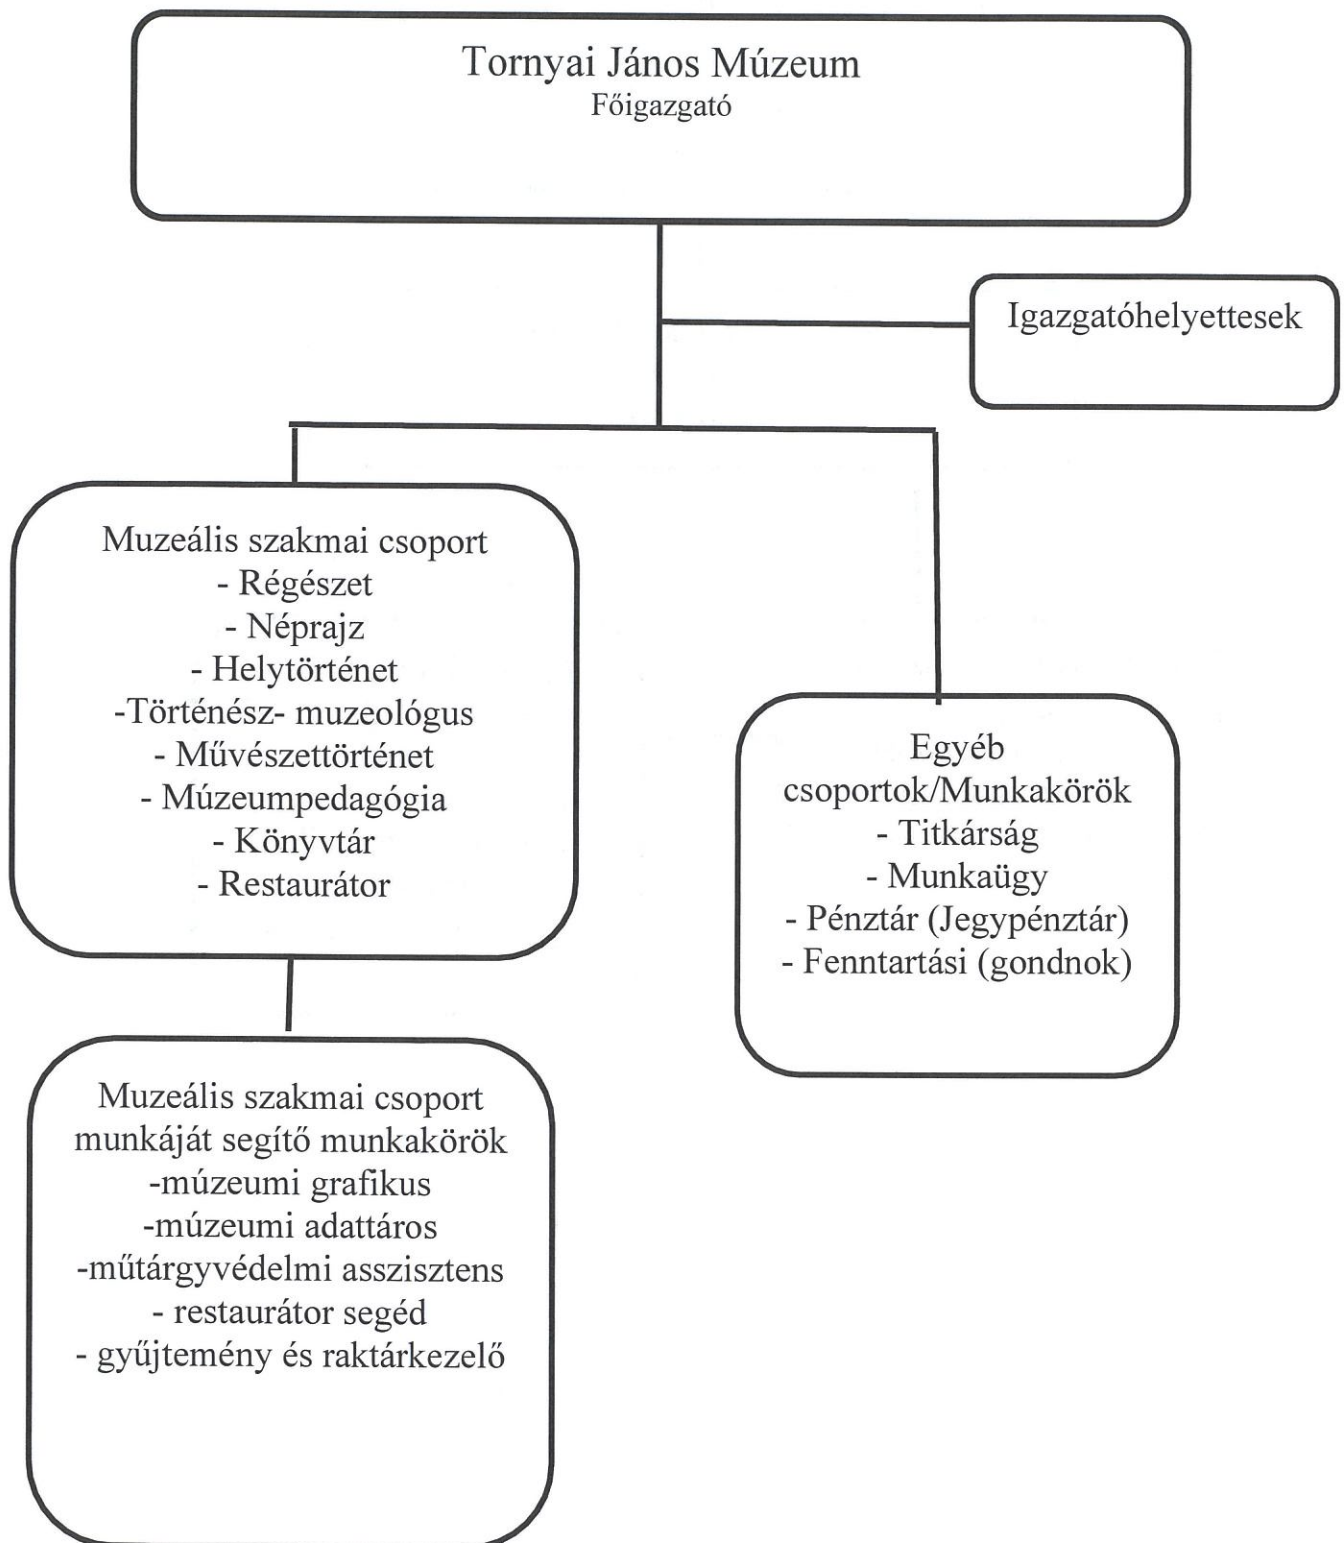 Tornyai János Múzeum
Főigazgató
Igazgatóhelyettesek
Muzeális szakmai csoport
- Régészet
- Néprajz
- Helytörténet
-Történész- muzeológus
- Művészettörténet
- Múzeumpedagógia
- Könyvtár
- Restaurátor
Egyéb
csoportok/Munkakörök
- Titkárság
- Munkaügy
- Pénztár (Jegypénztár)
- Fenntartási (gondnok)
Muzeális szakmai csoport
munkáját segítő munkakörök
-múzeumi grafikus
-múzeumi adattáros
-műtárgyvédelmi asszisztens
- restaurátor segéd
- gyűjtemény és raktárkezelő